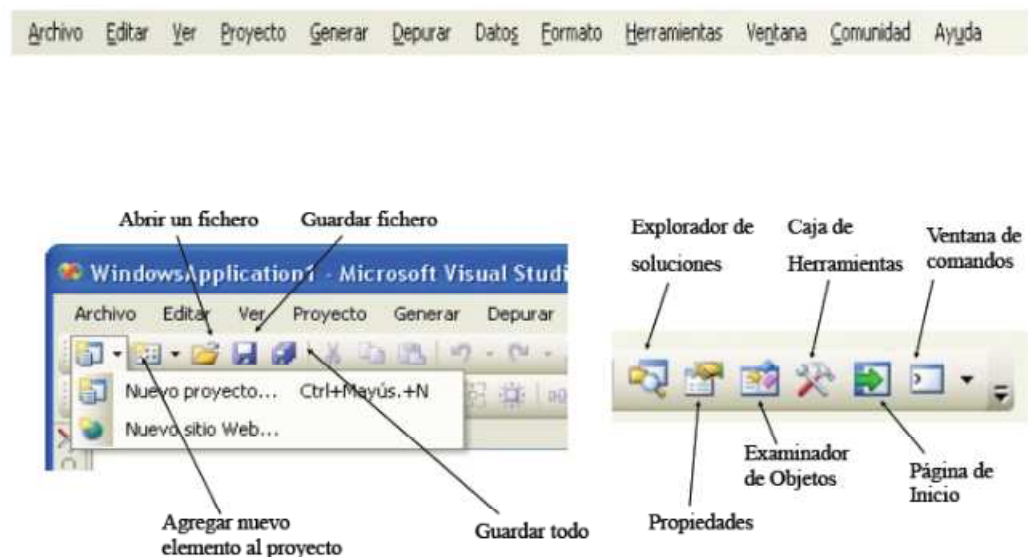 Archivo Editar Ver Proyecto Generar Depurar Datos Formato Herramientas Ventana Comunidad Ayuda
Abrir un fichero
Guardar fichero
WindowsApplication1 - Microsoft Visual Studi
Archivo Editar Ver Proyecto Generar Depurar
Nuevo proyecto... Ctrl+Mayús.+N
Nuevo sitio Web...
Agregar nuevo
elemento al proyecto
Guardar todo
Explorador de
soluciones
Caja de
Herramientas
Ventana de
comandos
Propiedades
Examinador
de Objetos
Página de
Inicio